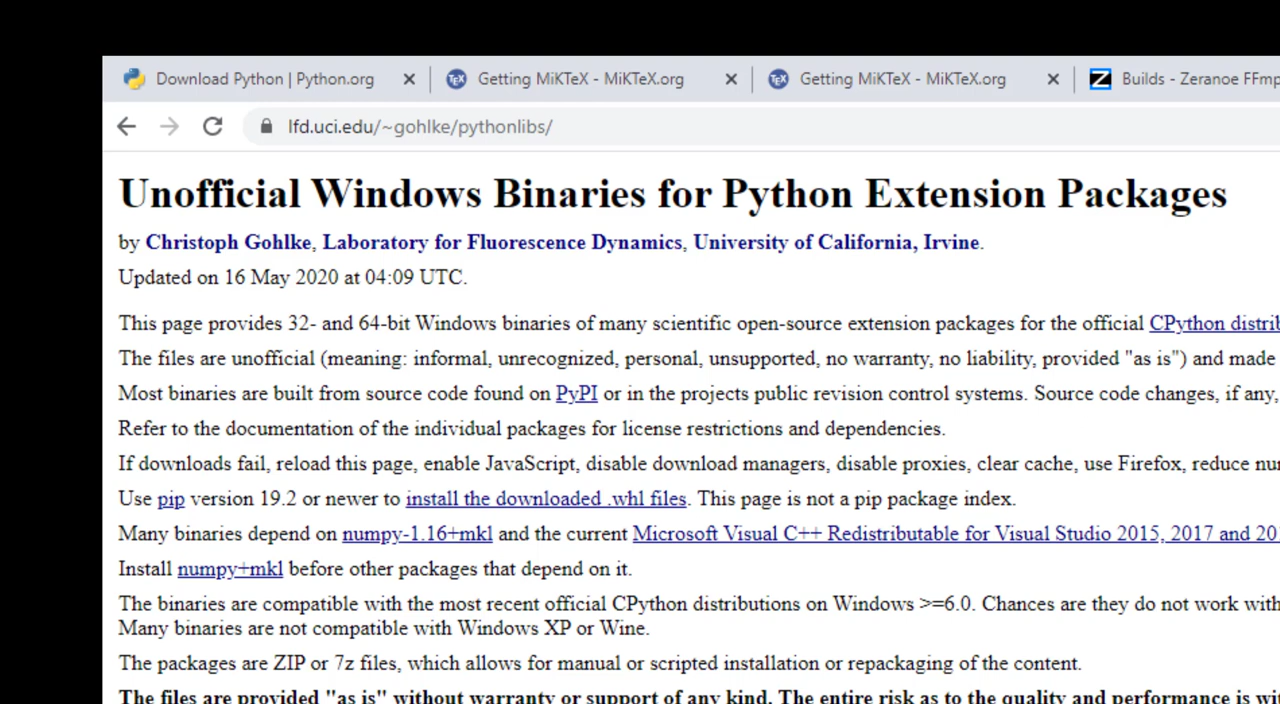 Download Python | Python.org
Getting MiKTeX - MiKTeX.org
Getting MiKTeX - MiKTeX.org
Builds - Zeranoe FFmp
lfd.uci.edu/~gohlke/pythonlibs/
Unofficial Windows Binaries for Python Extension Packages
by Christoph Gohlke, Laboratory for Fluorescence Dynamics, University of California, Irvine.
Updated on 16 May 2020 at 04:09 UTC.
This page provides 32- and 64-bit Windows binaries of many scientific open-source extension packages for the official CPython distrib
The files are unofficial (meaning: informal, unrecognized, personal, unsupported, no warranty, no liability, provided "as is") and made
Most binaries are built from source code found on PyPI or in the projects public revision control systems. Source code changes, if any,
Refer to the documentation of the individual packages for license restrictions and dependencies.
If downloads fail, reload this page, enable JavaScript, disable download managers, disable proxies, clear cache, use Firefox, reduce nu
Use pip version 19.2 or newer to install the downloaded .whl files. This page is not a pip package index.
Many binaries depend on numpy-1.16+mkl and the current Microsoft Visual C++ Redistributable for Visual Studio 2015, 2017 and 20
Install numpy+mkl before other packages that depend on it.
The binaries are compatible with the most recent official CPython distributions on Windows >=6.0. Chances are they do not work with
Many binaries are not compatible with Windows XP or Wine.
The packages are ZIP or 7z files, which allows for manual or scripted installation or repackaging of the content.
The files are provided "as is" without warranty or support of any kind. The entire risk as to the quality and performance is wi